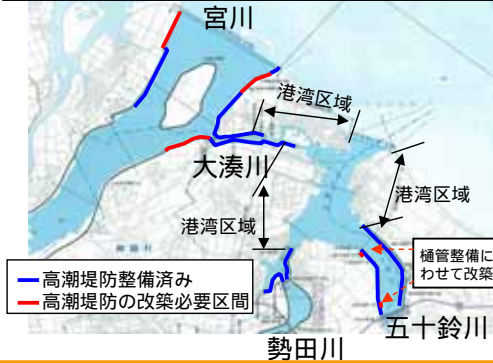 宮川
港湾区域
大湊川
港湾区域
港湾区域
高潮堤防整備済み
高潮堤防の改築必要区間
樋管整備に
わせて改築
五十鈴川
勢田川